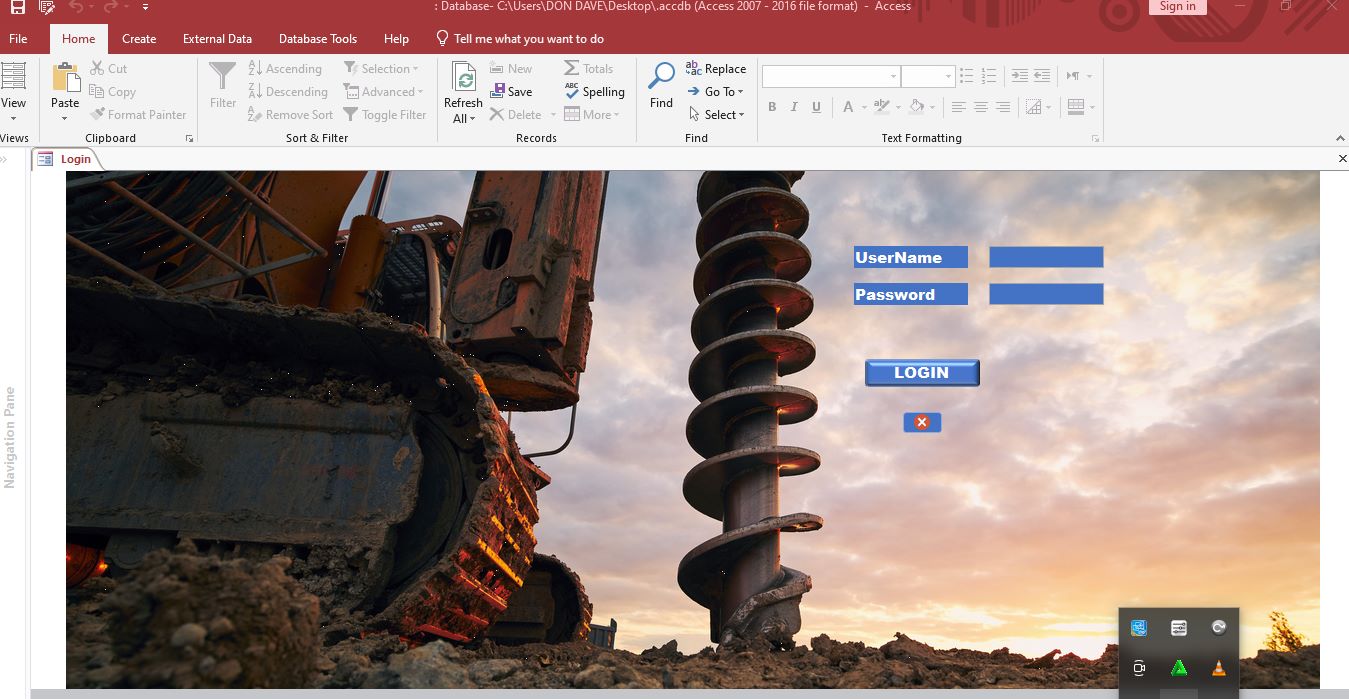 : Database- C:\Users\DON DAVE\Desktop\.accdb (Access 2007 - 2016 file format)  -  Access
Sign in
File Home Create External Data Database Tools Help Tell me what you want to do
View
Views
Paste
Cut
Copy
Format Painter
Clipboard
Filter
Ascending
Descending
Remove Sort
Selection
Advanced
Toggle Filter
Sort & Filter
Refresh
All
New
Save
Delete
Totals
Spelling
More
Records
Find
Replace
Go To
Select
Find
B I U A
Text Formatting
Login
Navigation Pane
UserName
Password
LOGIN